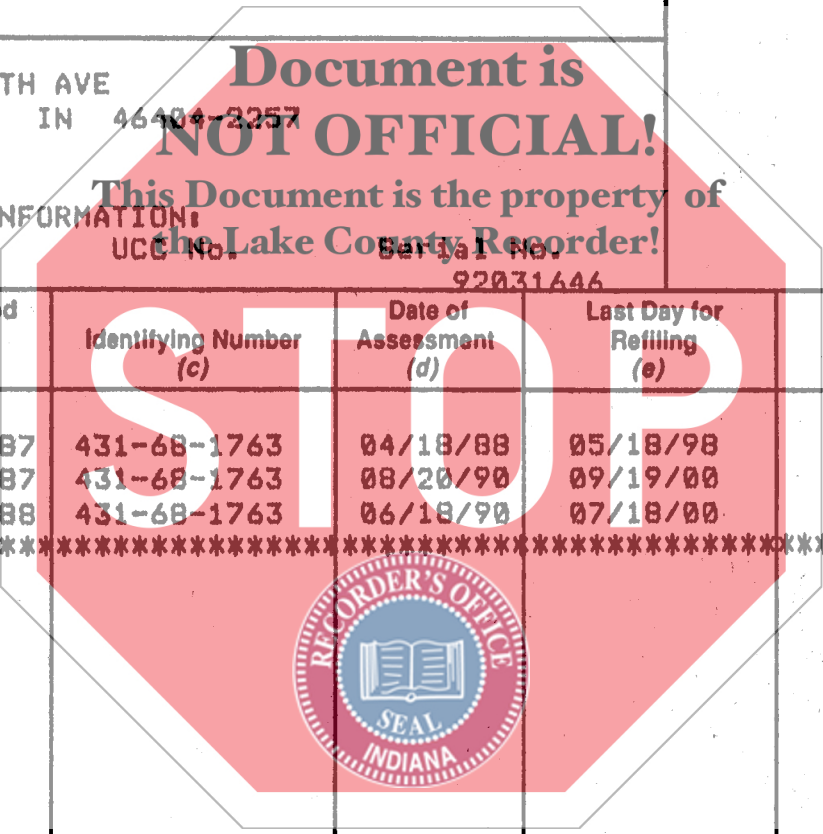 Document is
TH AVE
IN 46404-2257
NOT OFFICIAL!
This Document is the property of
NFORMATION:
the Lake County Recorder!
UCC No. Serial No.
92031646
Date of Last Day for
Identifying Number Assessment Refiling
(c) (d) (e)
STOP
87 431-68-1763 04/18/88 05/18/98
87 431-68-1763 08/20/90 09/19/00
88 431-68-1763 06/18/90 07/18/00
RECORDER'S OFFICE
SEAL
INDIANA